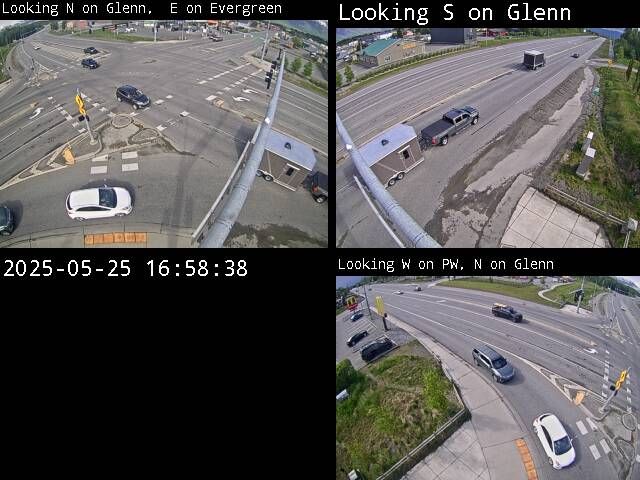 Looking N on Glenn,  E on Evergreen
Looking S on Glenn
2025-05-25 16:58:38
Looking W on PW, N on Glenn